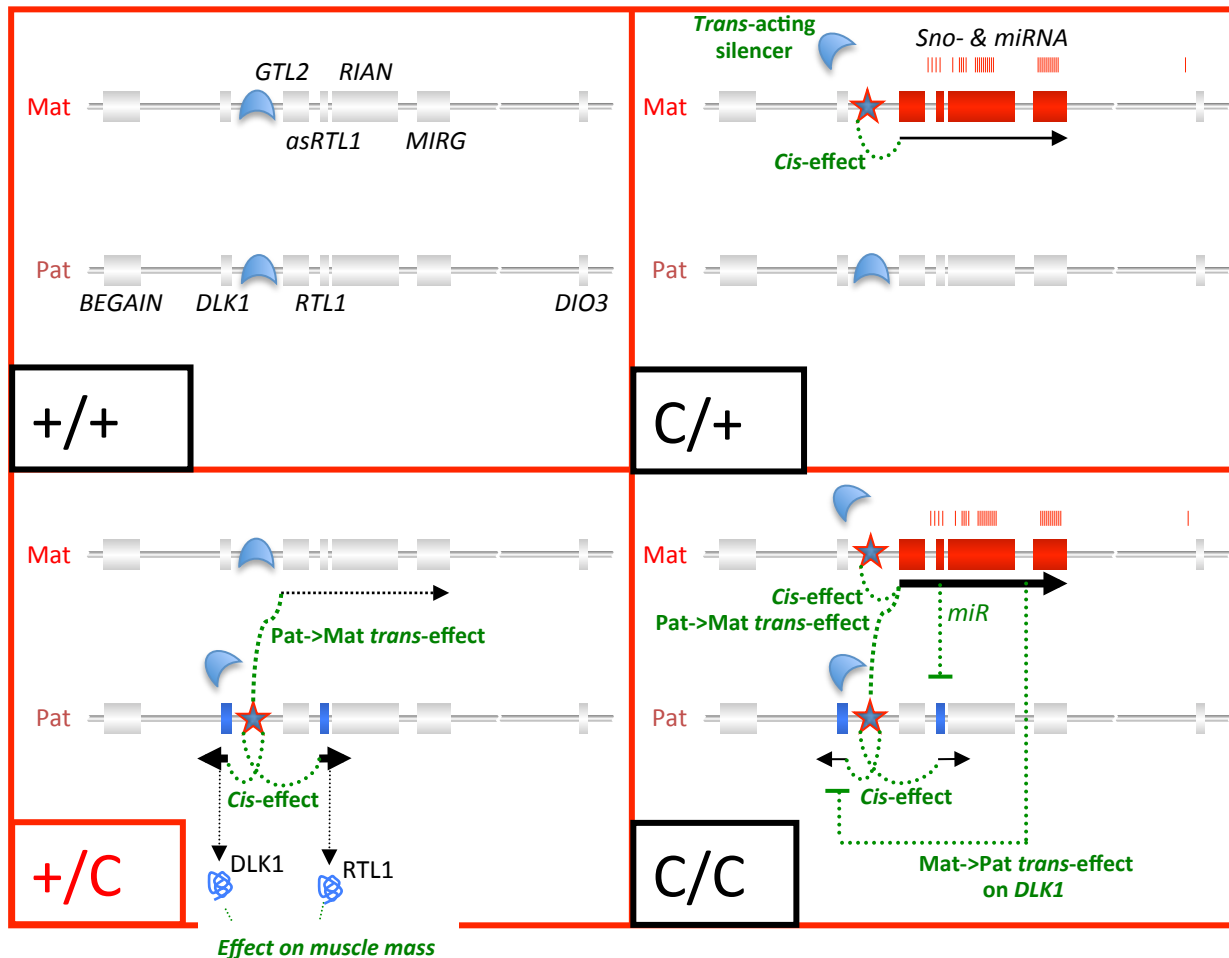 GTL2 RIAN
Mat
asRTL1 MIRG
Pat
BEGAIN DLK1 RTL1 DIO3
+/+
Trans-acting
silencer
Sno- & miRNA
Mat
Cis-effect
Pat
C/+
Mat
Pat->Mat trans-effect
Pat
Cis-effect
DLK1 RTL1
+/C
Effect on muscle mass
Mat
Cis-effect
Pat->Mat trans-effect
miR
Pat
Cis-effect
C/C
Mat->Pat trans-effect
on DLK1